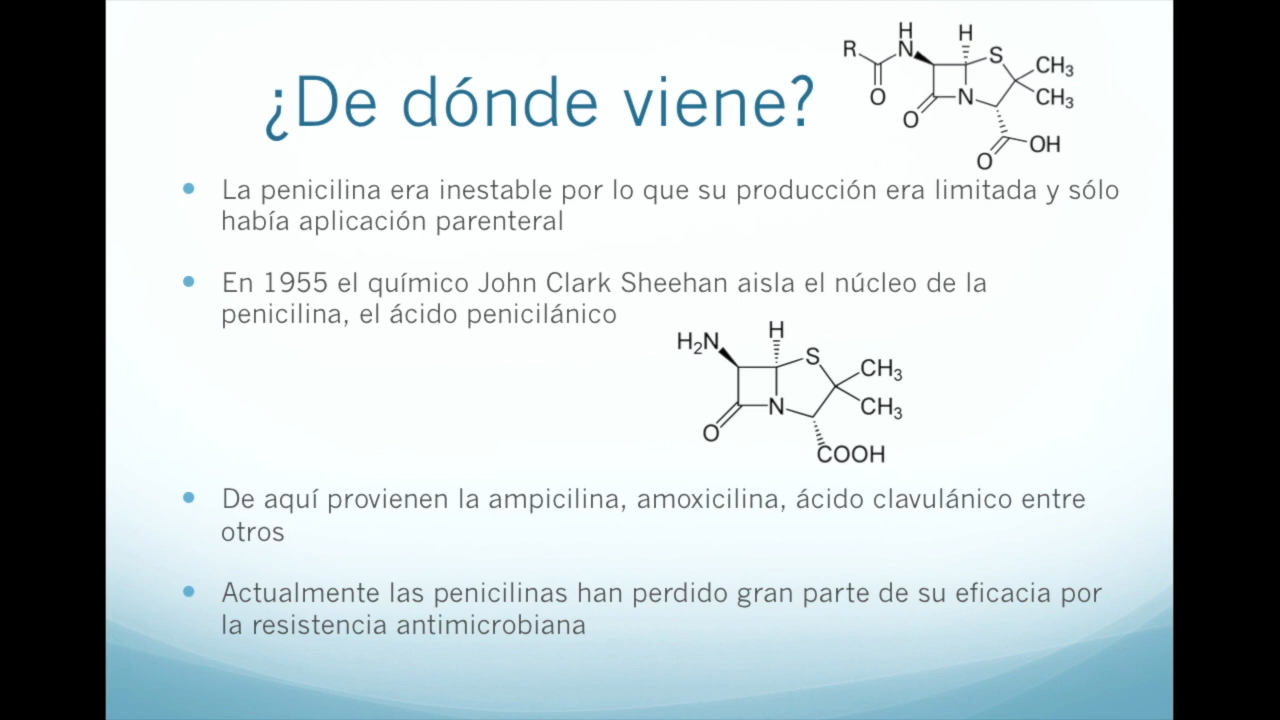 ¿De dónde viene?
R
H
N
O
H
S
CH₃
CH₃
N
O
O
OH
• La penicilina era inestable por lo que su producción era limitada y sólo
había aplicación parenteral
• En 1955 el químico John Clark Sheehan aisla el núcleo de la
penicilina, el ácido penicilánico
H₂N
H
S
CH₃
CH₃
N
O
COOH
• De aquí provienen la ampicilina, amoxicilina, ácido clavulánico entre
otros
• Actualmente las penicilinas han perdido gran parte de su eficacia por
la resistencia antimicrobiana